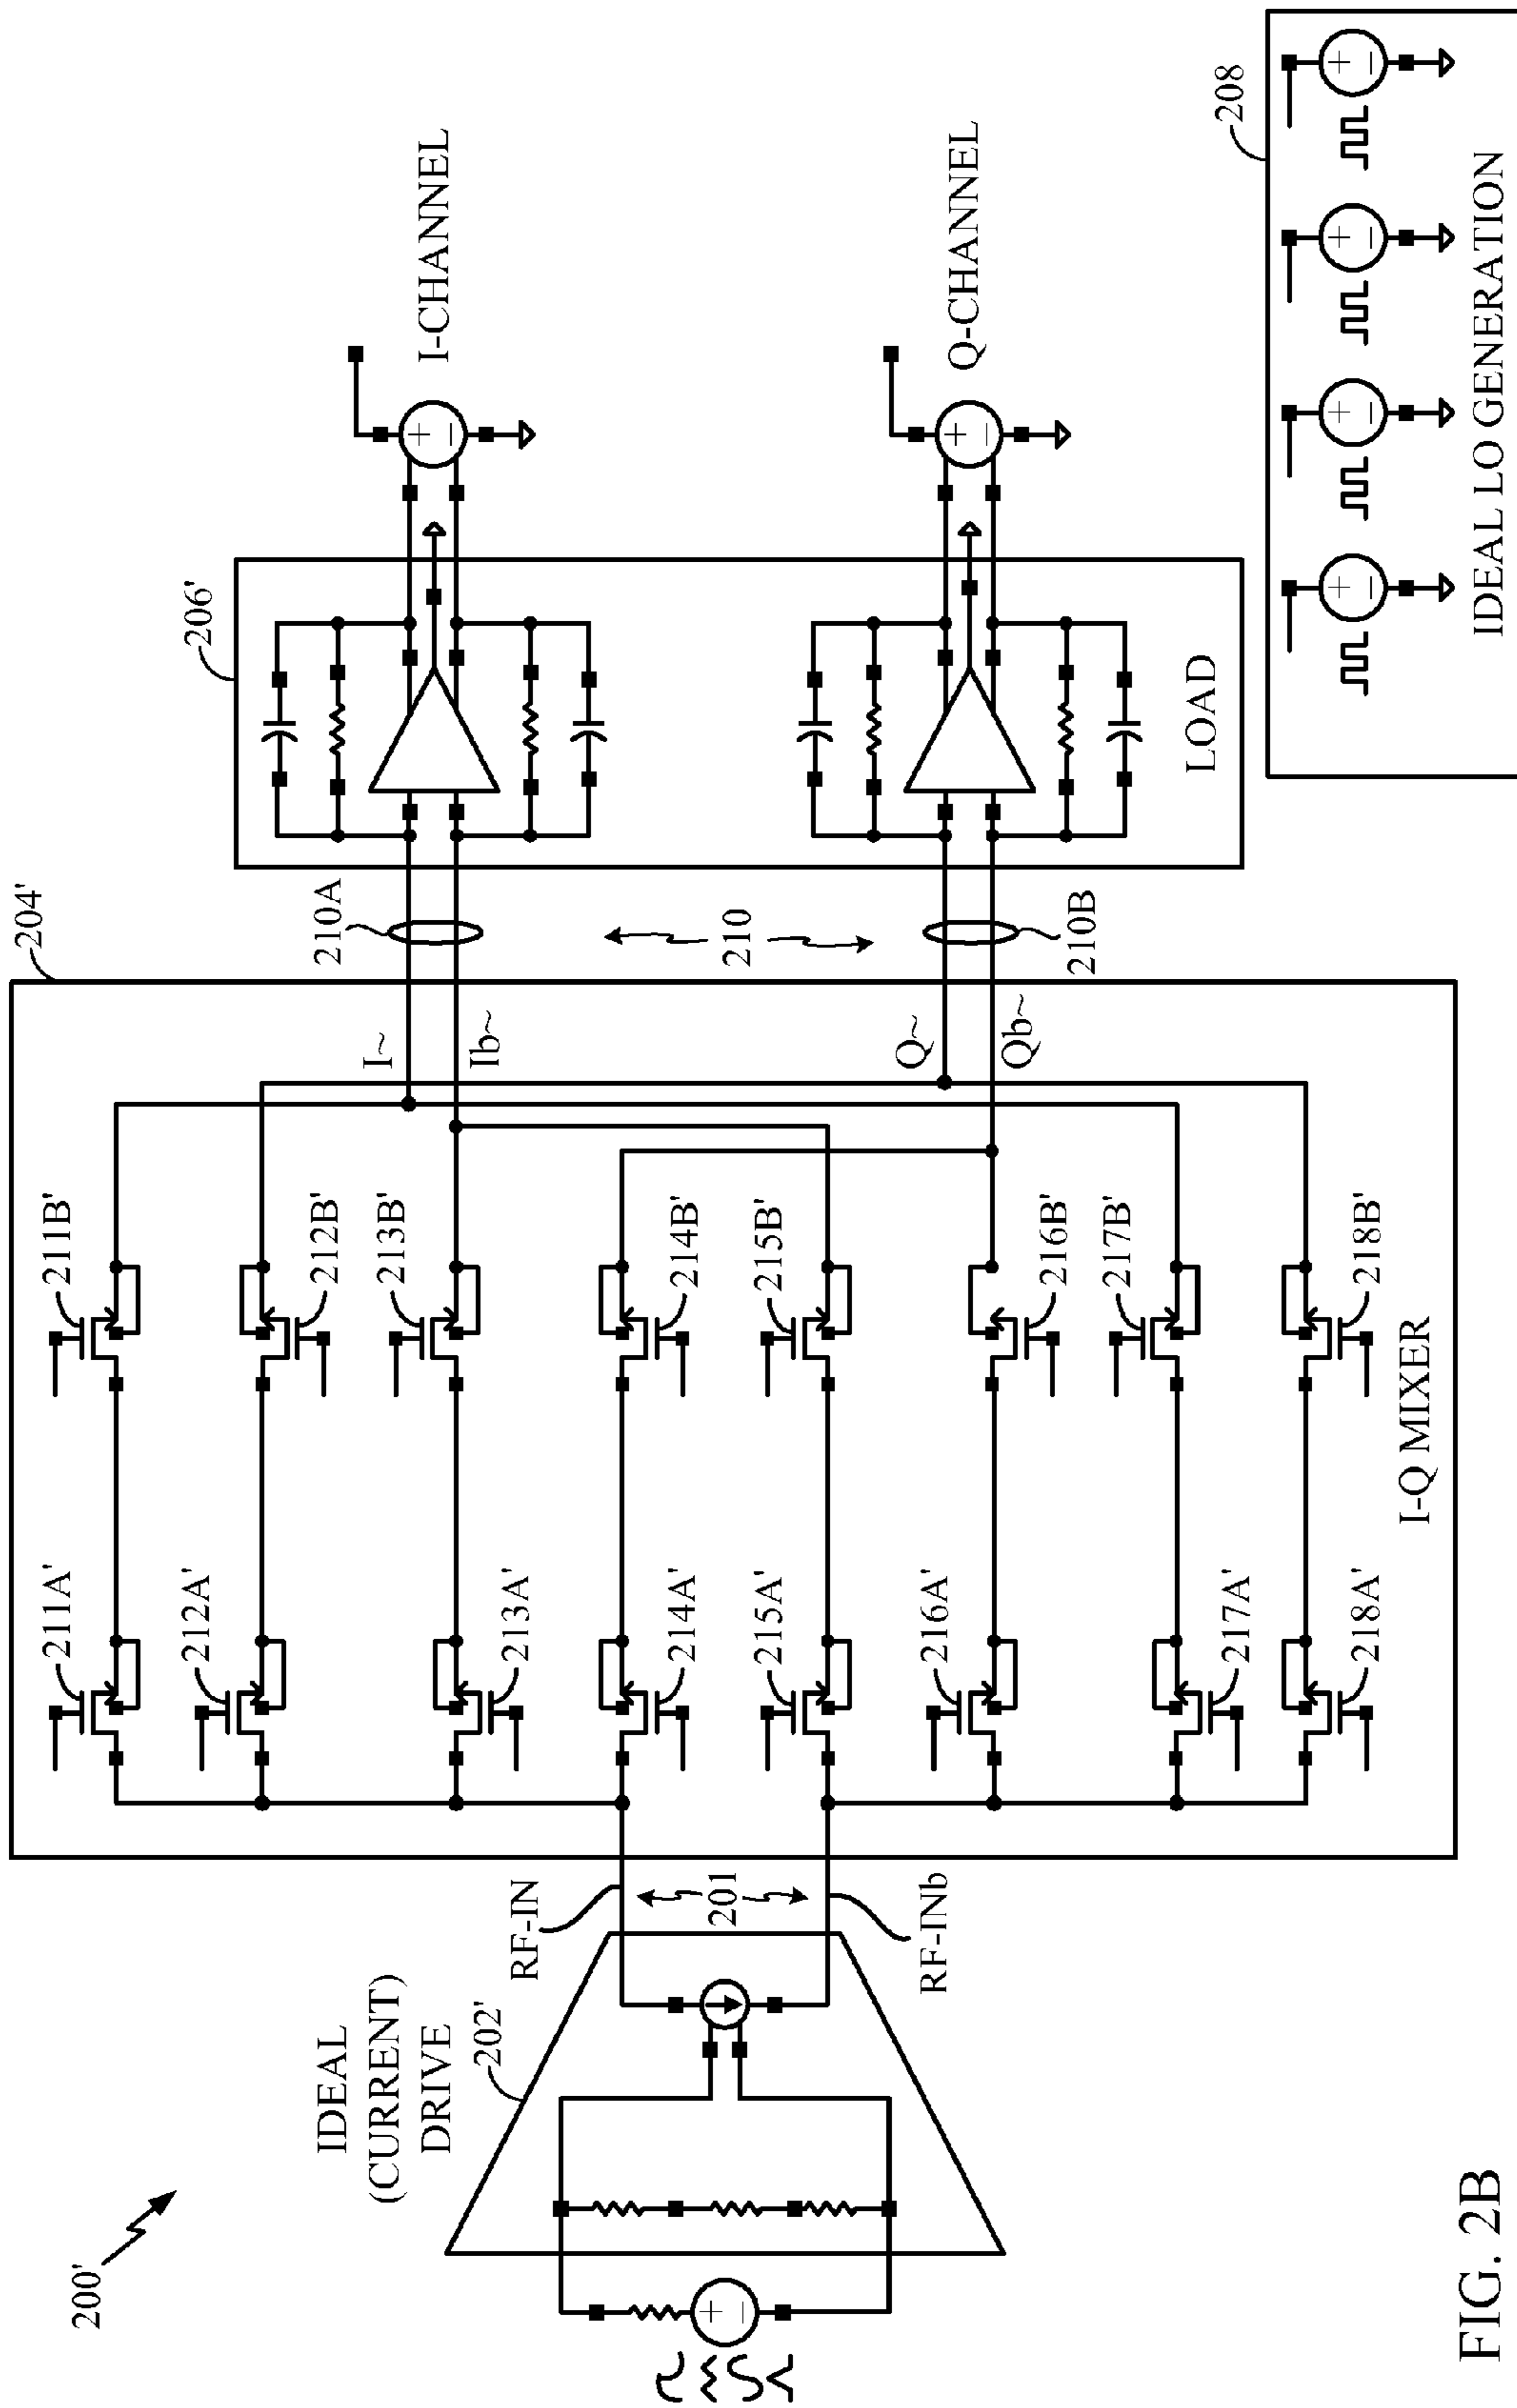 200'
IDEAL
(CURRENT)
DRIVE
202'
RF-IN
201
RF-INb
204'
211A'
211B'
212A'
212B'
213A'
213B'
214A'
214B'
215A'
215B'
216A'
216B'
217A'
217B'
218A'
218B'
I-Q MIXER
I~
Ib~
Q~
Qb~
210A
210
210B
206'
LOAD
I-CHANNEL
Q-CHANNEL
208
IDEAL LO GENERATION
FIG. 2B